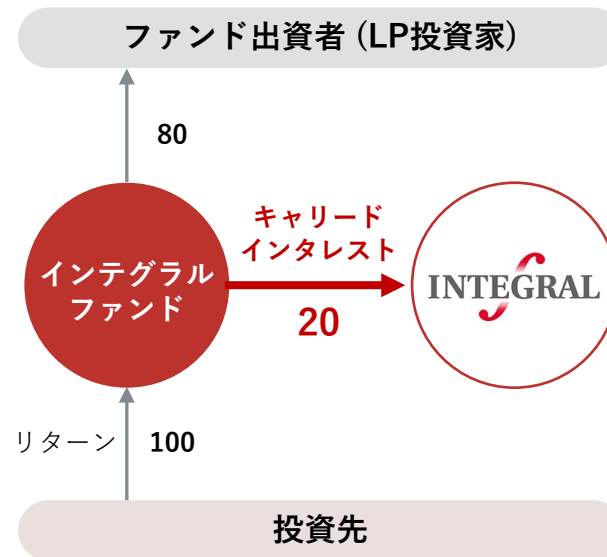 ファンド出資者 (LP投資家)
80
キャリード
インタレスト
インテグラル
ファンド
20
INTEGRAL
リターン
100
投資先